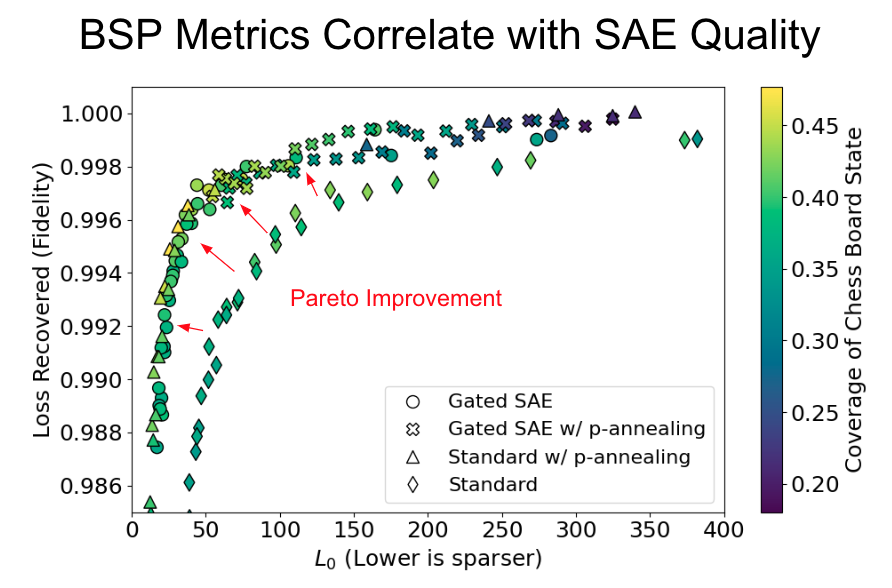 BSP Metrics Correlate with SAE Quality
1.000
0.998
0.996
0.994
0.992
0.990
0.988
0.986
Loss Recovered (Fidelity)
Pareto Improvement
Gated SAE
Gated SAE w/ p-annealing
Standard w/ p-annealing
Standard
0 50 100 150 200 250 300 350 400
L0 (Lower is sparser)
0.45
0.40
0.35
0.30
0.25
0.20
Coverage of Chess Board State